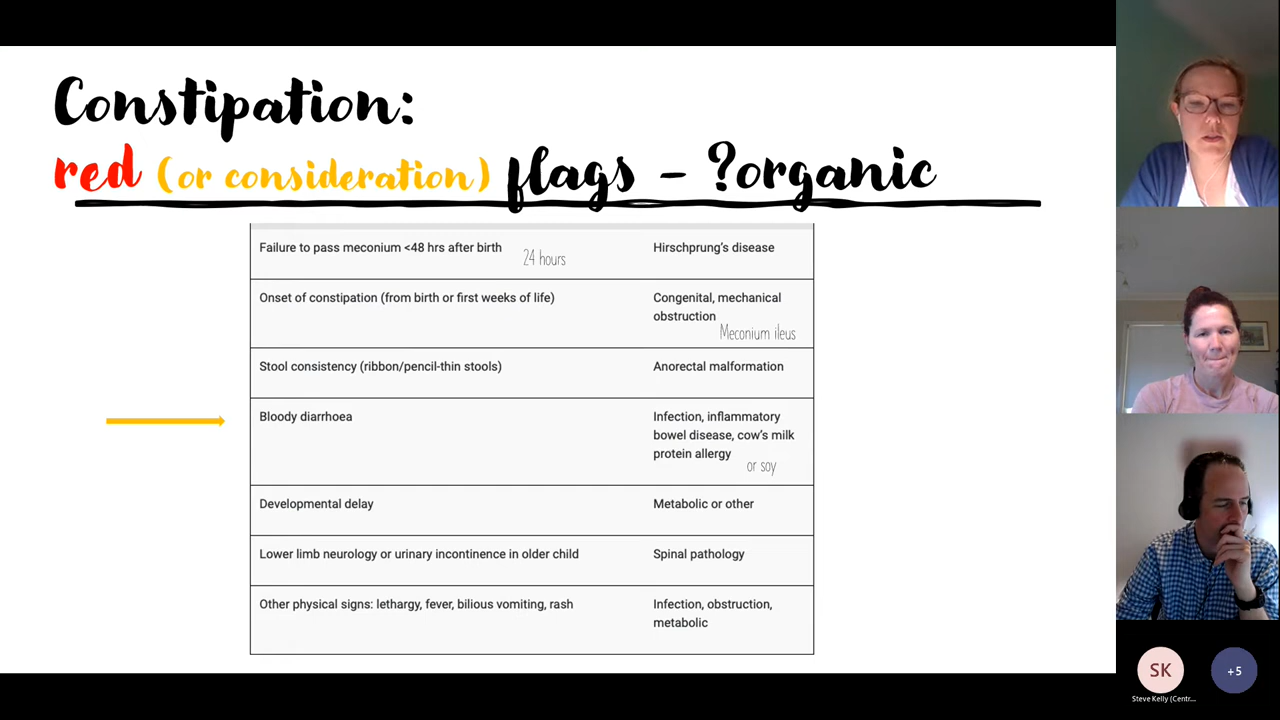 Constipation:
red (or consideration) flags - ?organic
Failure to pass meconium <48 hrs after birth
24 hours
Hirschprung's disease
Onset of constipation (from birth or first weeks of life)
Congenital, mechanical
obstruction
Meconium ileus
Stool consistency (ribbon/pencil-thin stools)
Anorectal malformation
Bloody diarrhoea
Infection, inflammatory
bowel disease, cow's milk
protein allergy
or soy
Developmental delay
Metabolic or other
Lower limb neurology or urinary incontinence in older child
Spinal pathology
Other physical signs: lethargy, fever, bilious vomiting, rash
Infection, obstruction,
metabolic
SK
+5
Steve Kelly (Centr...